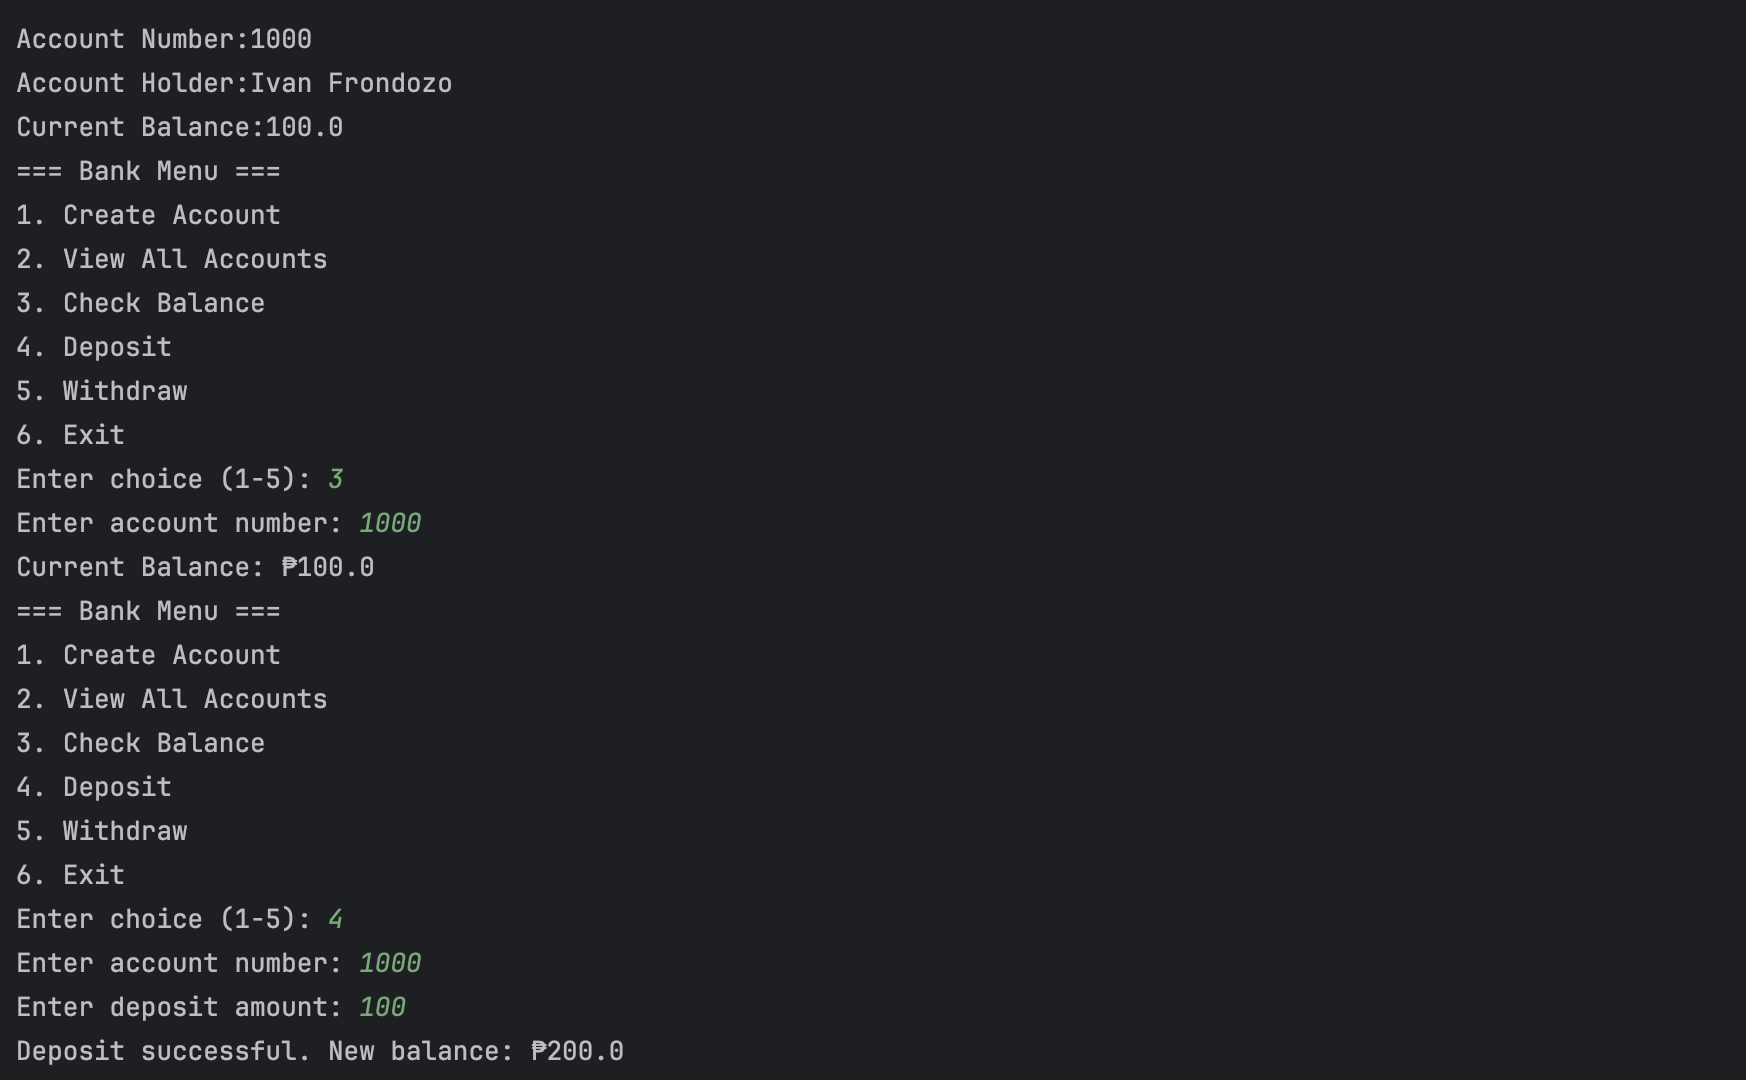 Account Number:1000
Account Holder:Ivan Frondozo
Current Balance:100.0
=== Bank Menu ===
1. Create Account
2. View All Accounts
3. Check Balance
4. Deposit
5. Withdraw
6. Exit
Enter choice (1-5): 3
Enter account number: 1000
Current Balance: ₱100.0
=== Bank Menu ===
1. Create Account
2. View All Accounts
3. Check Balance
4. Deposit
5. Withdraw
6. Exit
Enter choice (1-5): 4
Enter account number: 1000
Enter deposit amount: 100
Deposit successful. New balance: ₱200.0